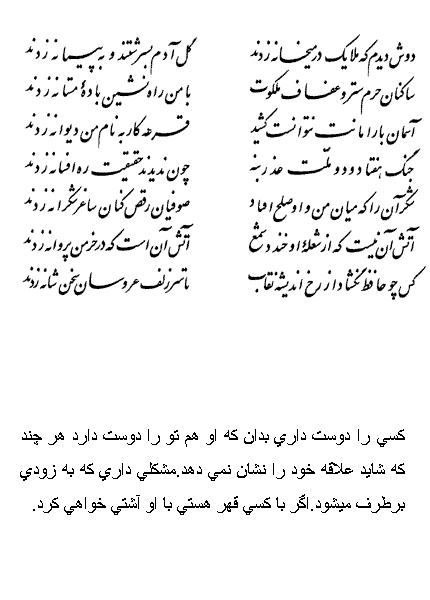 دوش دیدم که ملایک در میخانه زدند گل آدم بسرشتند و به پیمانه زدند
ساکنان حرم ستر و عفاف ملکوت با من راه نشین بادهٔ مستانه زدند
آسمان بار امانت نتوانست کشید قرعه کار به نام من دیوانه زدند
جنگ هفتاد و دو ملت عذر بنه چون ندیدند حقیقت ره افسانه زدند
شکر آن را که میان من و او صلح افتاد صوفیان رقص کنان ساغر شکرانه زدند
آتش آن نیست که از شعلهٔ او خندد شمع آتش آن است که در خرمن پروانه زدند
کس چو حافظ نگشاد از رخ اندیشه نقاب تا سر زلف عروسان سخن شانه زدند
كسي را دوست داري بدان كه او هم تو را دوست دارد هر چند
كه شايد علاقه خود را نشان نمي دهد.مشكلي داري كه به زودي
برطرف ميشود.اگر با كسي قهر هستي با او آشتي خواهي كرد.